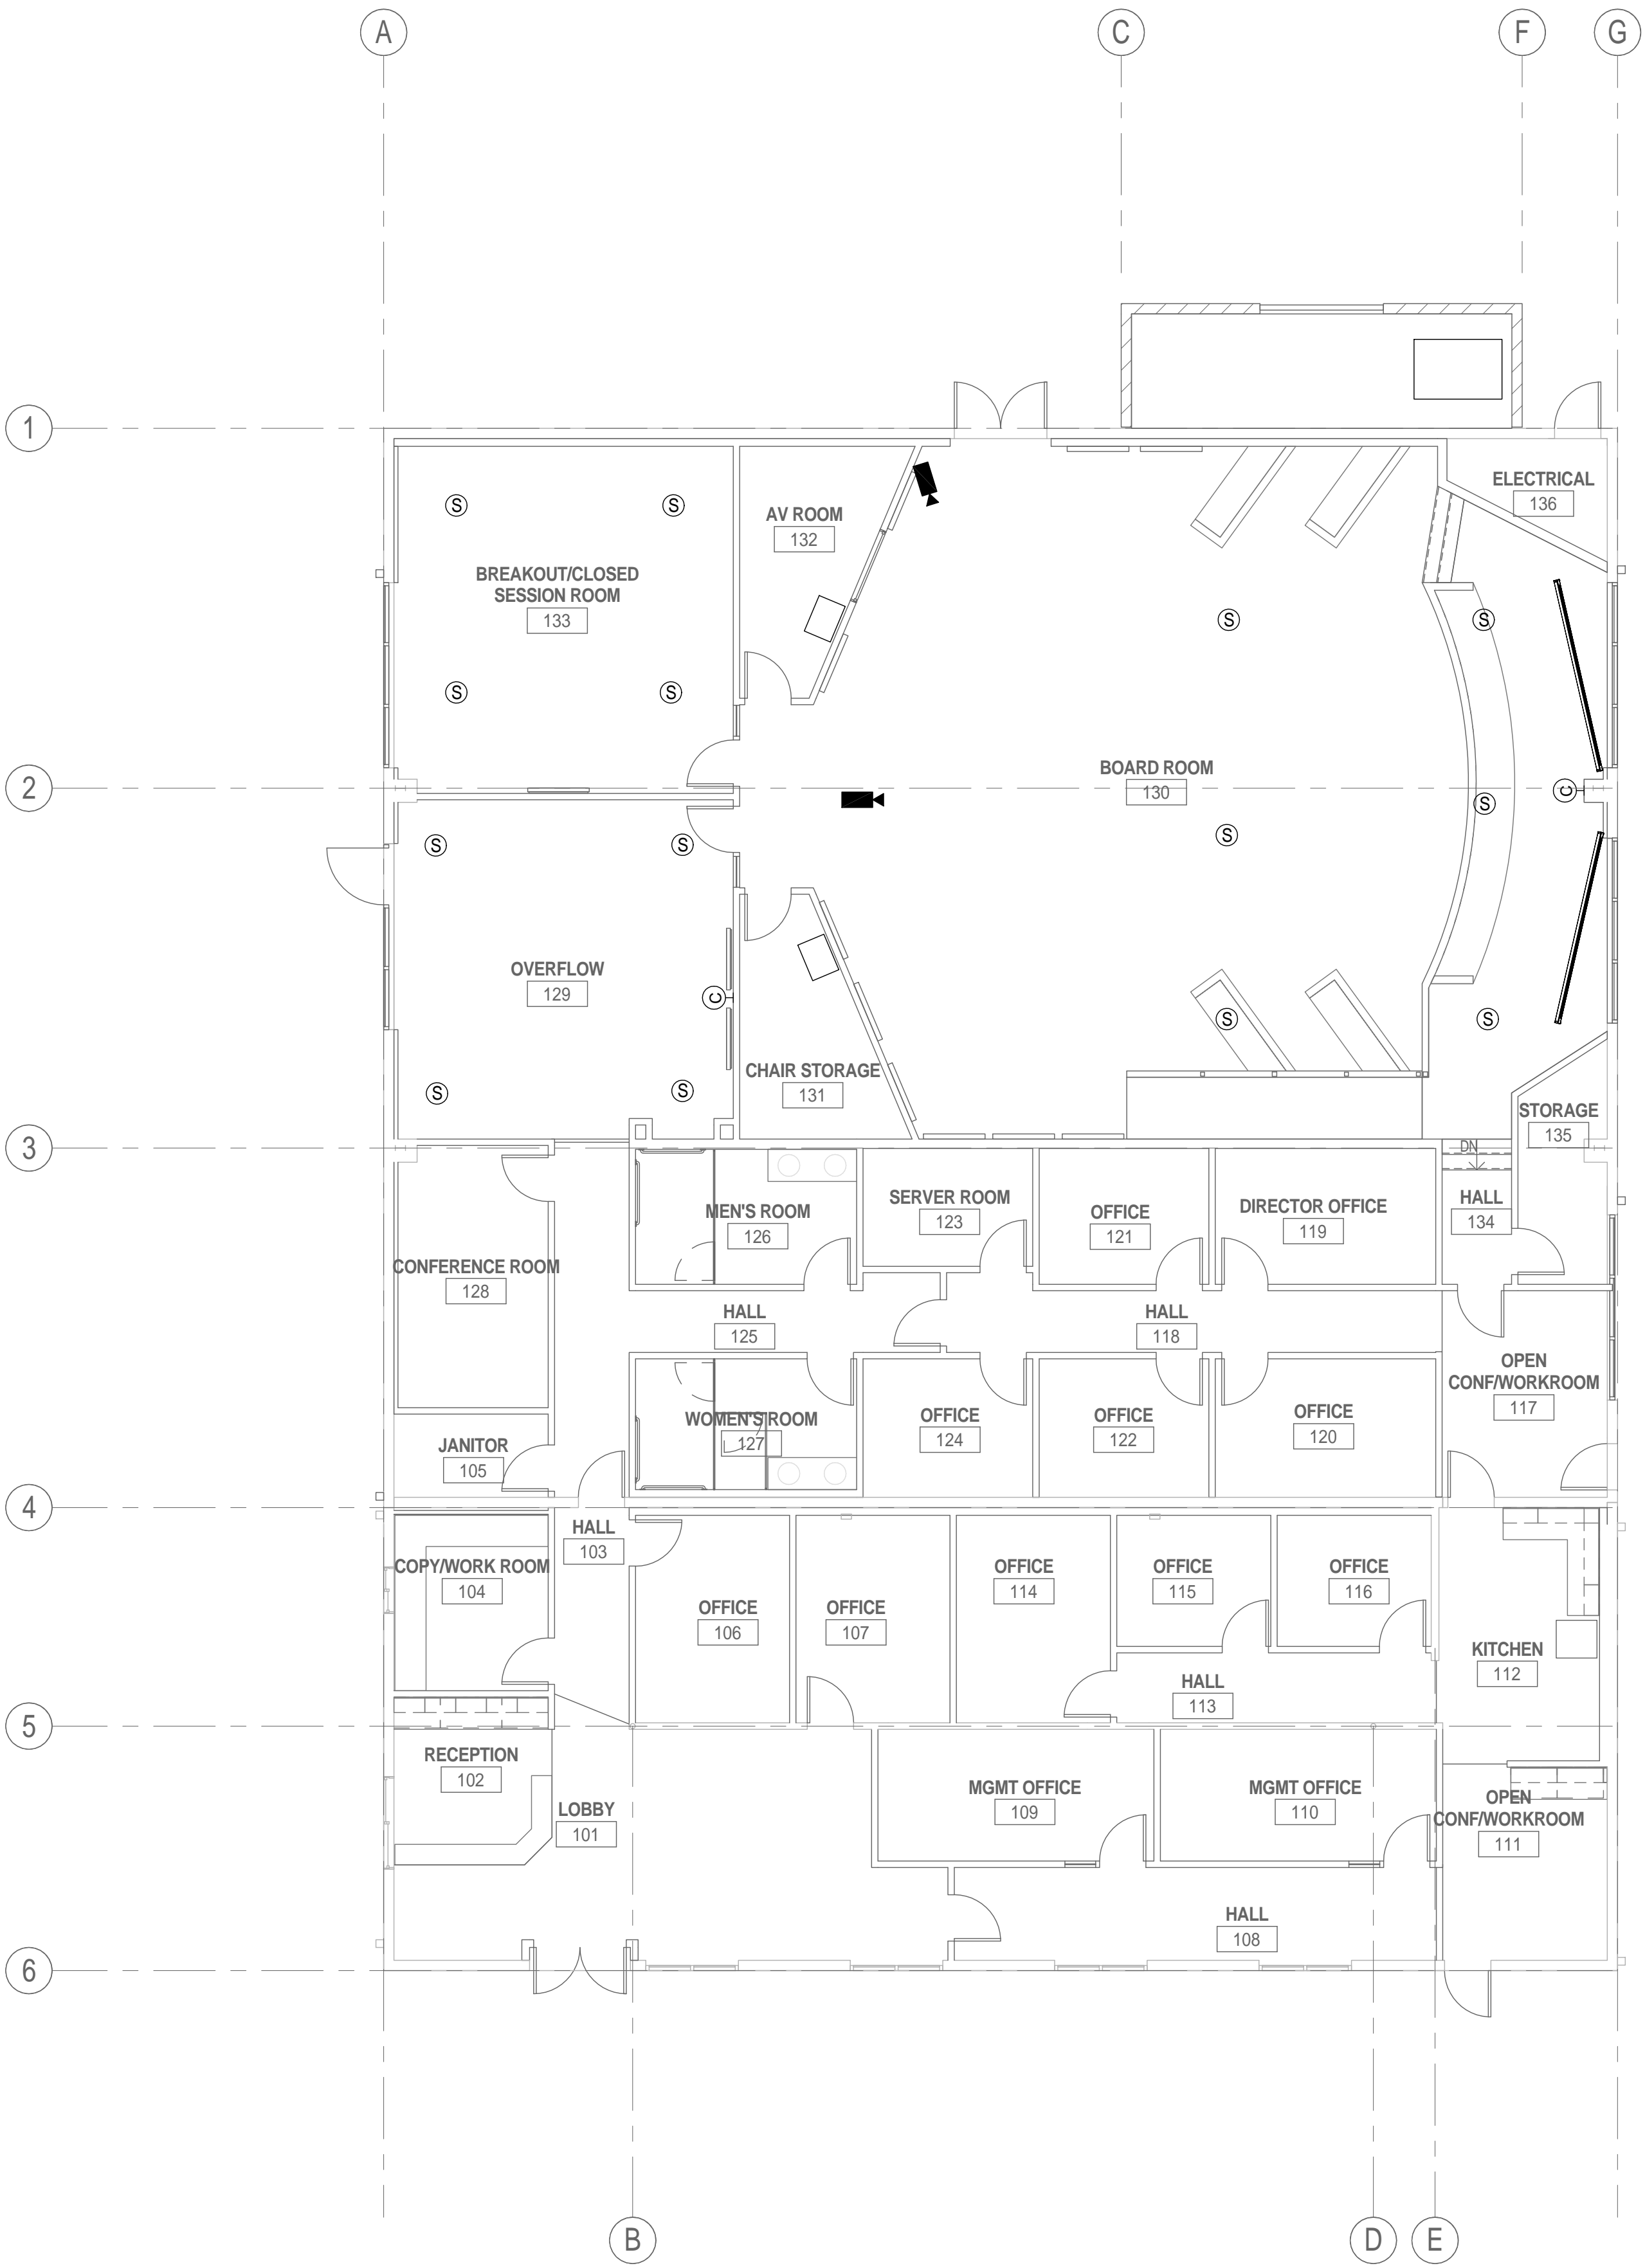 A
C
F
G
1
ELECTRICAL
136
S
S
AV ROOM
132
BREAKOUT/CLOSED
SESSION ROOM
133
S
S
S
S
BOARD ROOM
130
2
C
S
S
S
S
OVERFLOW
129
C
S
S
CHAIR STORAGE
131
S
S
STORAGE
135
3
DN
MEN'S ROOM
126
SERVER ROOM
123
OFFICE
121
DIRECTOR OFFICE
119
HALL
134
CONFERENCE ROOM
128
HALL
125
HALL
118
OPEN
CONF/WORKROOM
117
JANITOR
105
WOMEN'S ROOM
127
OFFICE
124
OFFICE
122
OFFICE
120
4
HALL
103
COPY/WORK ROOM
104
OFFICE
106
OFFICE
107
OFFICE
114
OFFICE
115
OFFICE
116
KITCHEN
112
HALL
113
5
RECEPTION
102
LOBBY
101
MGMT OFFICE
109
MGMT OFFICE
110
OPEN
CONF/WORKROOM
111
HALL
108
6
B
D
E